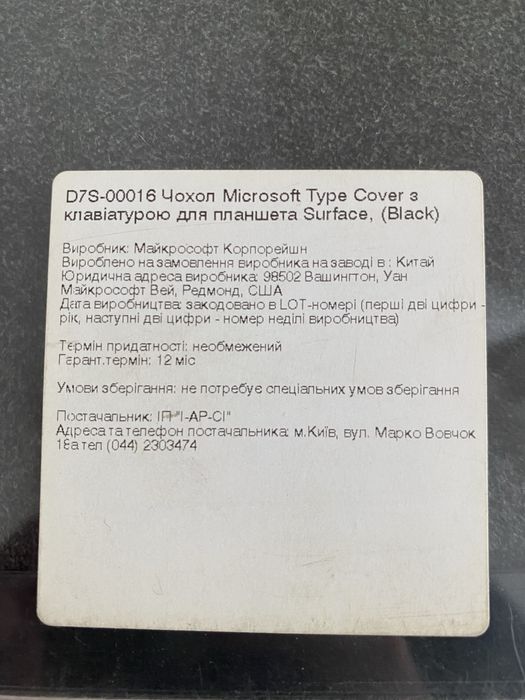 D7S-00016 Чохол Microsoft Type Cover з
клавіатурою для планшета Surface, (Black)
Виробник: Майкрософт Корпорейшн
Вироблено на замовлення виробника на заводі в : Китай
Юридична адреса виробника: 98502 Вашингтон, Уан
Майкрософт Вей, Редмонд, США
Дата виробництва: закодовано в LOT-номері (перші дві цифри -
рік, наступні дві цифри - номер неділі виробництва)
Термін придатності: необмежений
Гарант.термін: 12 міс
Умови зберігання: не потребує спеціальних умов зберігання
Постачальник: ІП "І-АР-СІ"
Адреса та телефон постачальника: м.Київ, вул. Марко Вовчок
18а тел (044) 2303474